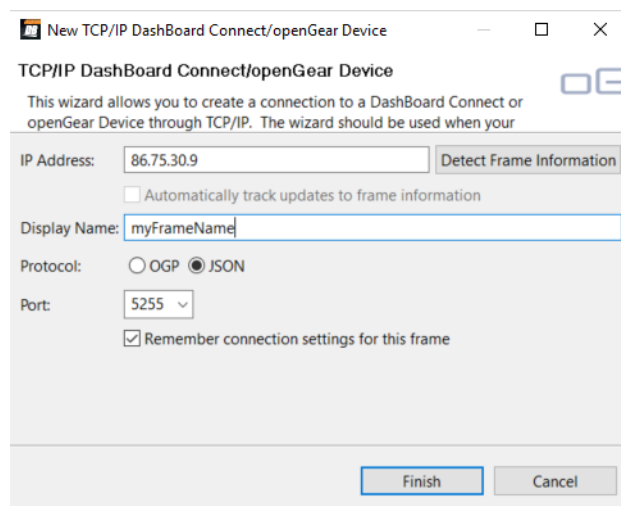 DB New TCP/IP DashBoard Connect/openGear Device
TCP/IP DashBoard Connect/openGear Device
This wizard allows you to create a connection to a DashBoard Connect or
openGear Device through TCP/IP. The wizard should be used when your
IP Address: 86.75.30.9 Detect Frame Information
Automatically track updates to frame information
Display Name: myFrameName
Protocol: OGP JSON
Port: 5255
Remember connection settings for this frame
Finish Cancel